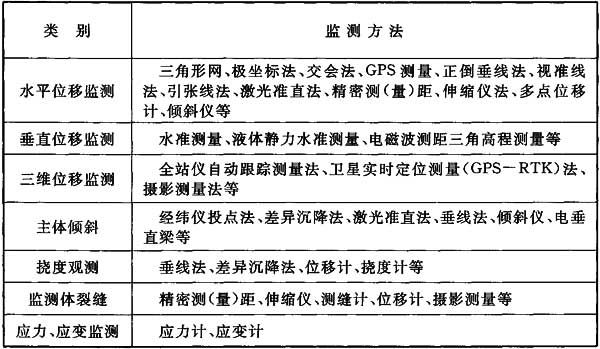 类 别 监 测 方 法
水平位移监测
三角形网、极坐标法、交会法、GPS测量、正倒垂线法、视准线
法、引张线法、激光准直法、精密测(量)距、伸缩仪法、多点位移
计、倾斜仪等
垂直位移监测 水准测量、液体静力水准测量、电磁波测距三角高程测量等
三维位移监测
全站仪自动跟踪测量法、卫星实时定位测量(GPS-RTK)法、
摄影测量法等
主体倾斜
经纬仪投点法、差异沉降法、激光准直法、垂线法、倾斜仪、电垂
直梁等
挠度观测 垂线法、差异沉降法、位移计、挠度计等
监测体裂缝 精密测(量)距、伸缩仪、测缝计、位移计、摄影测量等
应力、应变监测 应力计、应变计